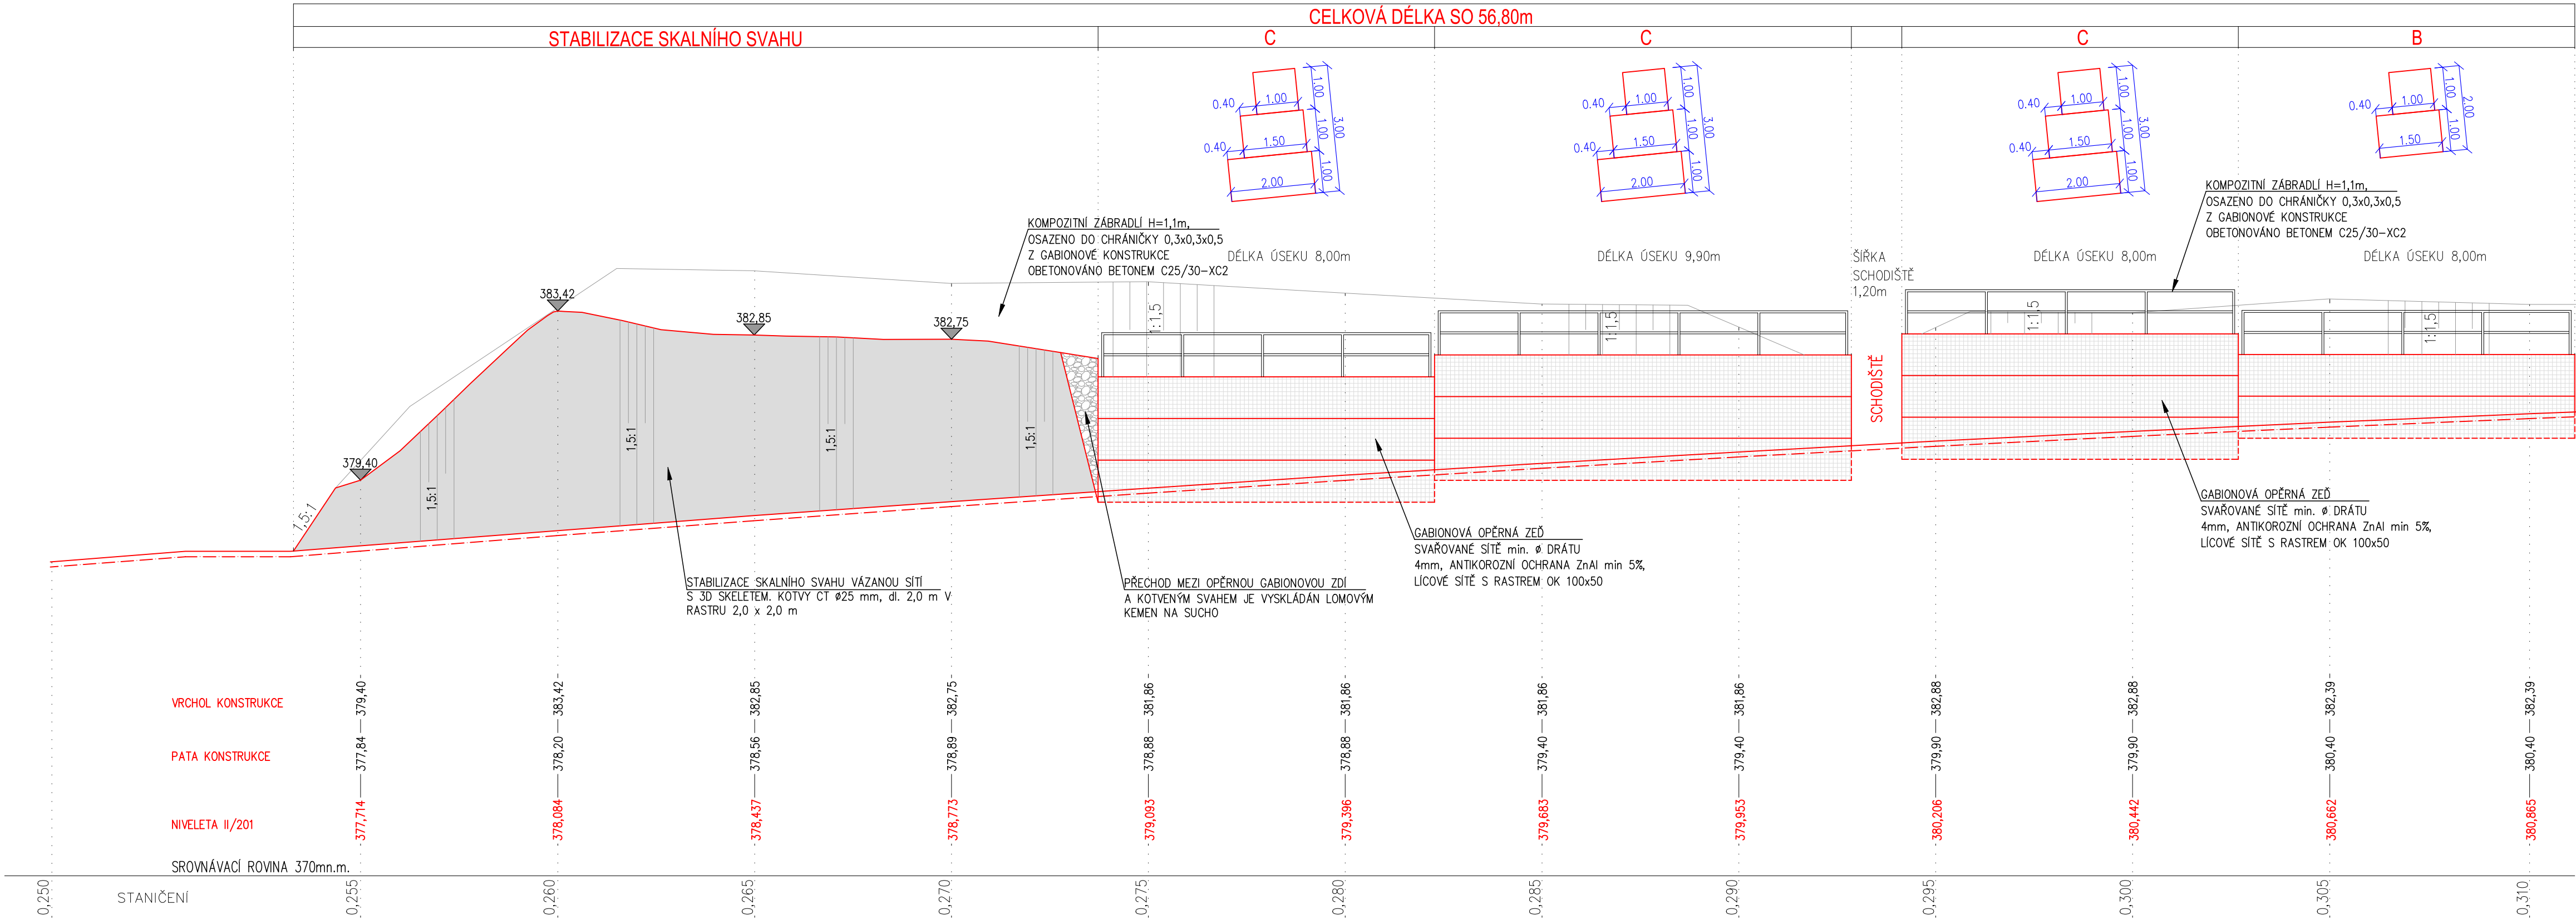 CELKOVÁ DÉLKA SO 56,80m
STABILIZACE SKALNÍHO SVAHU
C
C
C
B
0.40
1.00
0.40
1.50
2.00
1.00
1.00
1.00
3.00
0.40
1.00
0.40
1.50
2.00
1.00
1.00
1.00
3.00
0.40
1.00
0.40
1.50
2.00
1.00
1.00
1.00
3.00
0.40
1.00
1.50
1.00
1.00
2.00
KOMPOZITNÍ ZÁBRADLÍ H=1,1m,
OSAZENO DO CHRÁNIČKY 0,3x0,3x0,5
Z GABIONOVÉ KONSTRUKCE
OBETONOVÁNO BETONEM C25/30-XC2
KOMPOZITNÍ ZÁBRADLÍ H=1,1m,
OSAZENO DO CHRÁNIČKY 0,3x0,3x0,5
Z GABIONOVÉ KONSTRUKCE
OBETONOVÁNO BETONEM C25/30-XC2
DÉLKA ÚSEKU 8,00m
DÉLKA ÚSEKU 9,90m
ŠÍŘKA
SCHODIŠTĚ
1,20m
DÉLKA ÚSEKU 8,00m
DÉLKA ÚSEKU 8,00m
379,40
383,42
382,85
382,75
1,5:1
1,5:1
1,5:1
1,5:1
1,5:1
1:1,5
1:1,5
1:1,5
1:1,5
SCHODIŠTĚ
STABILIZACE SKALNÍHO SVAHU VÁZANOU SÍTÍ
S 3D SKELETEM. KOTVY CT ø25 mm, dl. 2,0 m V
RASTRU 2,0 x 2,0 m
PŘECHOD MEZI OPĚRNOU GABIONOVOU ZDÍ
A KOTVENÝM SVAHEM JE VYSKLÁDÁN LOMOVÝM
KEMEN NA SUCHO
GABIONOVÁ OPĚRNÁ ZEĎ
SVAŘOVANÉ SÍTĚ min. ø DRÁTU
4mm, ANTIKOROZNÍ OCHRANA ZnAl min 5%,
LÍCOVÉ SÍTĚ S RASTREM OK 100x50
GABIONOVÁ OPĚRNÁ ZEĎ
SVAŘOVANÉ SÍTĚ min. ø DRÁTU
4mm, ANTIKOROZNÍ OCHRANA ZnAl min 5%,
LÍCOVÉ SÍTĚ S RASTREM OK 100x50
VRCHOL KONSTRUKCE
379,40
383,42
382,85
382,75
381,86
381,86
381,86
381,86
382,88
382,88
382,39
382,39
PATA KONSTRUKCE
377,84
378,20
378,56
378,89
378,88
378,88
379,40
379,40
379,90
379,90
380,40
380,40
NIVELETA II/201
377,714
378,084
378,437
378,773
379,093
379,396
379,683
379,953
380,206
380,442
380,662
380,865
SROVNÁVACÍ ROVINA 370mn.m.
STANIČENÍ
0,250
0,255
0,260
0,265
0,270
0,275
0,280
0,285
0,290
0,295
0,300
0,305
0,310